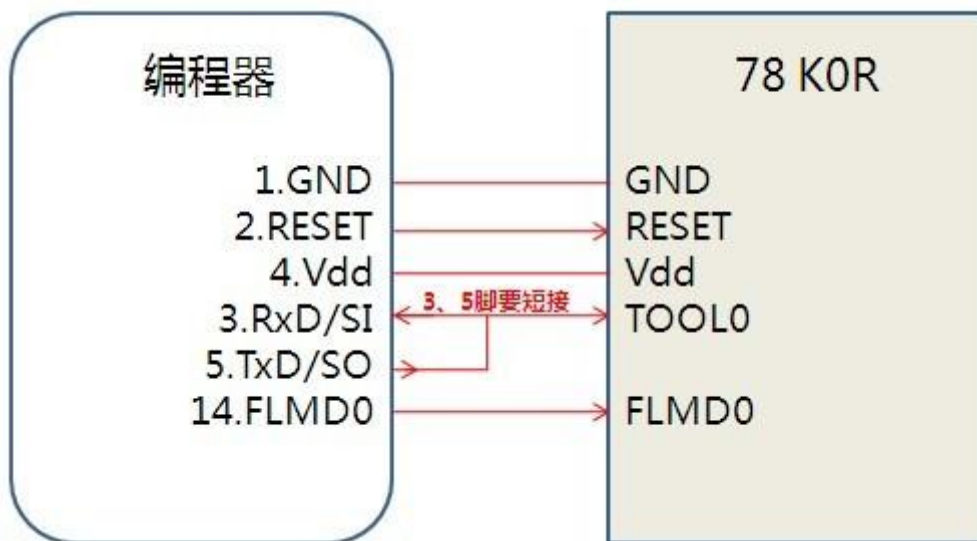 编程器
78 K0R
1.GND
GND
2.RESET
RESET
4.Vdd
Vdd
3、5脚要短接
3.RxD/SI
TOOL0
5.TxD/SO
14.FLMD0
FLMD0